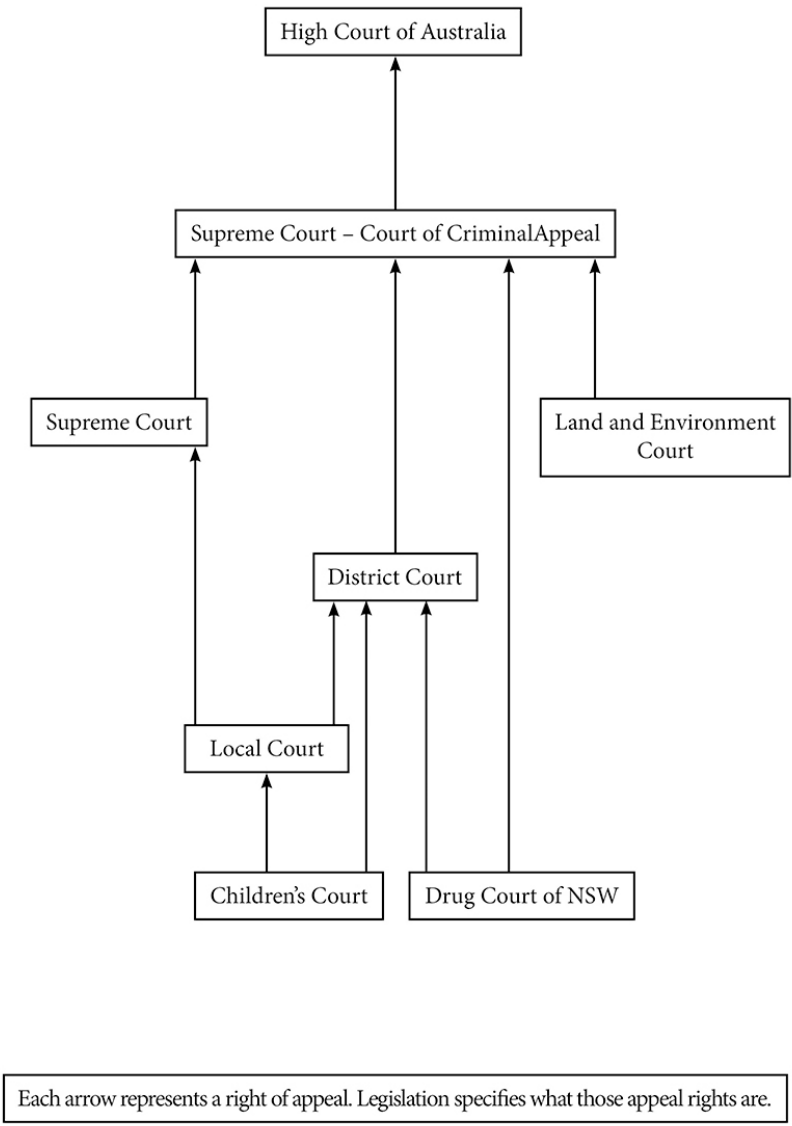 High Court of Australia
Supreme Court – Court of CriminalAppeal
Supreme Court
Land and Environment
Court
District Court
Local Court
Children’s Court
Drug Court of NSW
Each arrow represents a right of appeal. Legislation specifies what those appeal rights are.